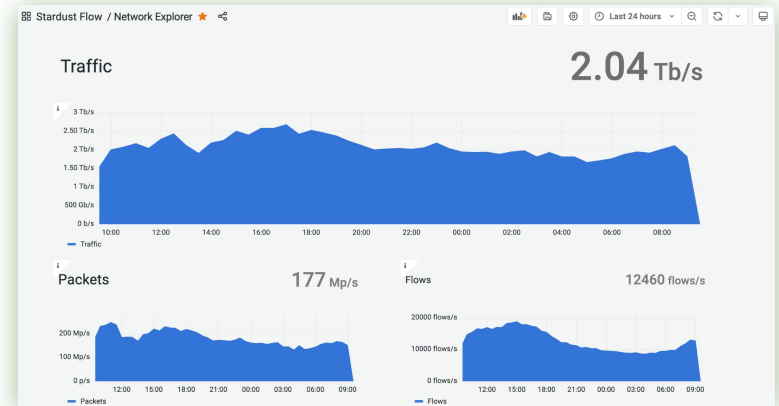 Stardust Flow / Network Explorer
Last 24 hours
Traffic
2.04 Tb/s
i
3 Tb/s
2.50 Tb/s
2 Tb/s
1.50 Tb/s
1 Tb/s
500 Gb/s
0 b/s
10:00 12:00 14:00 16:00 18:00 20:00 22:00 00:00 02:00 04:00 06:00 08:00
Traffic
i
Packets
177 Mp/s
200 Mp/s
100 Mp/s
0 p/s
12:00 15:00 18:00 21:00 00:00 03:00 06:00 09:00
Packets
i
Flows
12460 flows/s
20000 flows/s
10000 flows/s
0 flows/s
12:00 15:00 18:00 21:00 00:00 03:00 06:00 09:00
Flows